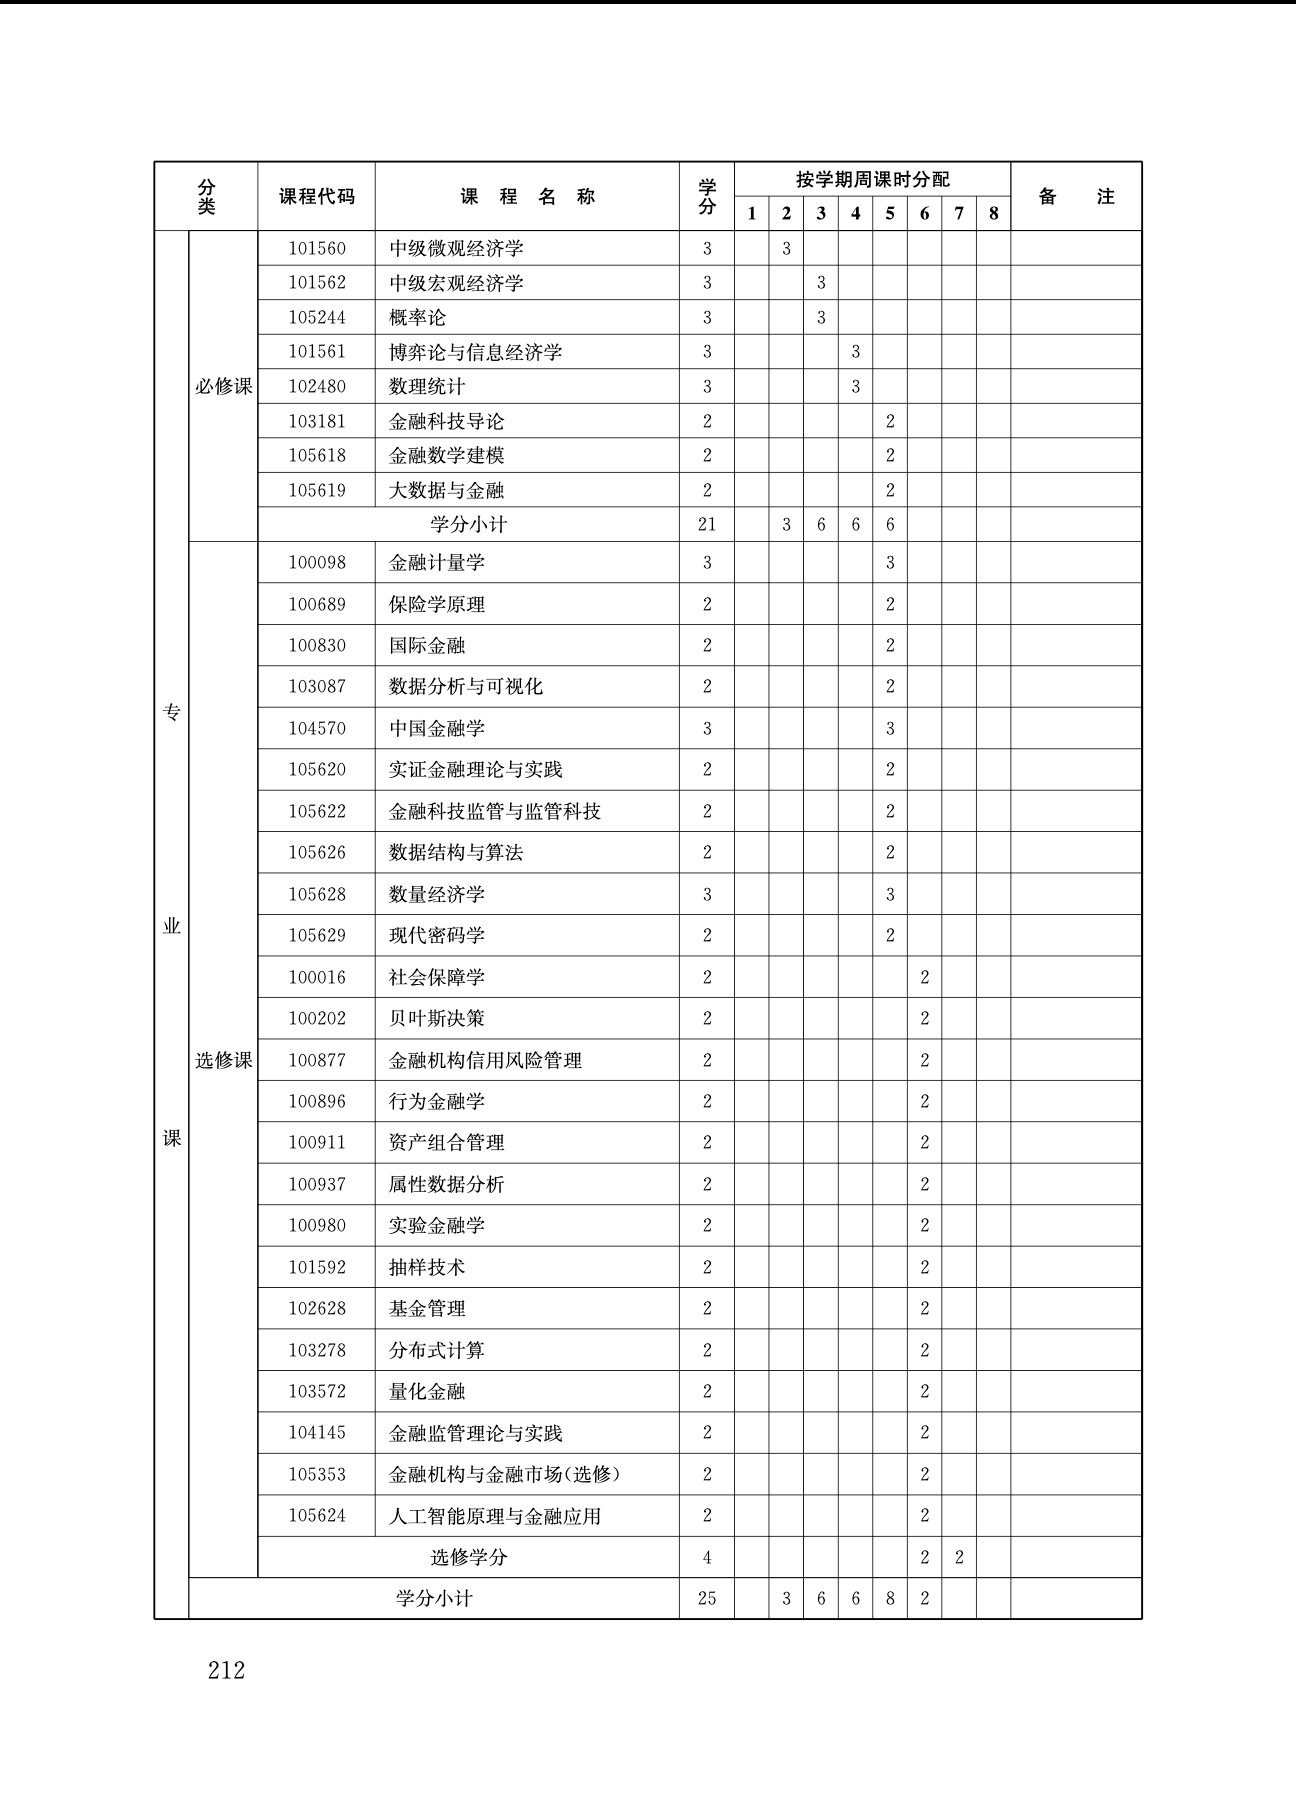 分类 课程代码 课程名称 学分 按学期周课时分配 备注
1 2 3 4 5 6 7 8
专业课
必修课
101560 中级微观经济学 3 3
101562 中级宏观经济学 3 3
105244 概率论 3 3
101561 博弈论与信息经济学 3 3
102480 数理统计 3 3
103181 金融科技导论 2 2
105618 金融数学建模 2 2
105619 大数据与金融 2 2
学分小计 21 3 6 6 6
选修课
100098 金融计量学 3 3
100689 保险学原理 2 2
100830 国际金融 2 2
103087 数据分析与可视化 2 2
104570 中国金融学 3 3
105620 实证金融理论与实践 2 2
105622 金融科技监管与监管科技 2 2
105626 数据结构与算法 2 2
105628 数量经济学 3 3
105629 现代密码学 2 2
100016 社会保障学 2 2
100202 贝叶斯决策 2 2
100877 金融机构信用风险管理 2 2
100896 行为金融学 2 2
100911 资产组合管理 2 2
100937 属性数据分析 2 2
100980 实验金融学 2 2
101592 抽样技术 2 2
102628 基金管理 2 2
103278 分布式计算 2 2
103572 量化金融 2 2
104145 金融监管理论与实践 2 2
105353 金融机构与金融市场(选修) 2 2
105624 人工智能原理与金融应用 2 2
选修学分 4 2 2
学分小计 25 3 6 6 8 2
212